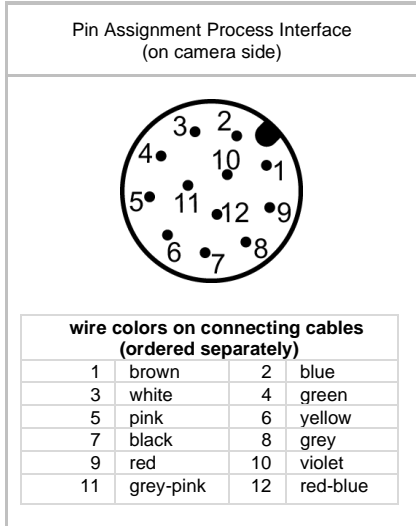 Pin Assignment Process Interface
(on camera side)
3 2
4 10 1
5 11 12 9
6 7 8
wire colors on connecting cables
(ordered separately)
1 brown 2 blue
3 white 4 green
5 pink 6 yellow
7 black 8 grey
9 red 10 violet
11 grey-pink 12 red-blue